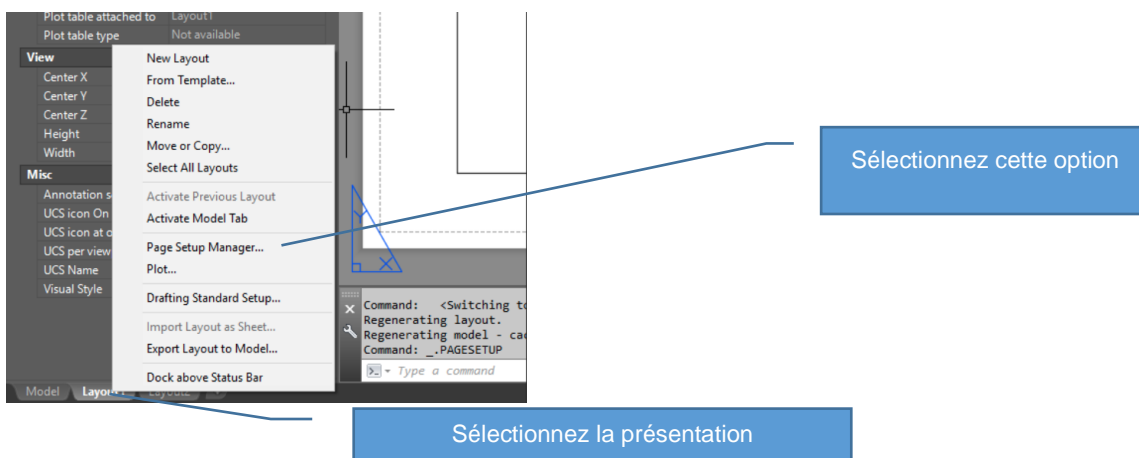 Plot table attached to Layout1
Plot table type Not available
View
Center X
Center Y
Center Z
Height
Width
Misc
Annotation s
UCS icon On
UCS icon at o
UCS per view
UCS Name
Visual Style
New Layout
From Template...
Delete
Rename
Move or Copy...
Select All Layouts
Activate Previous Layout
Activate Model Tab
Page Setup Manager...
Plot...
Drafting Standard Setup...
Import Layout as Sheet...
Export Layout to Model...
Dock above Status Bar
Y
X
Command: <Switching to
Regenerating layout.
Regenerating model - cac
Command: _.PAGESETUP
Type a command
Model Layout1 Layout2 +
Sélectionnez cette option
Sélectionnez la présentation